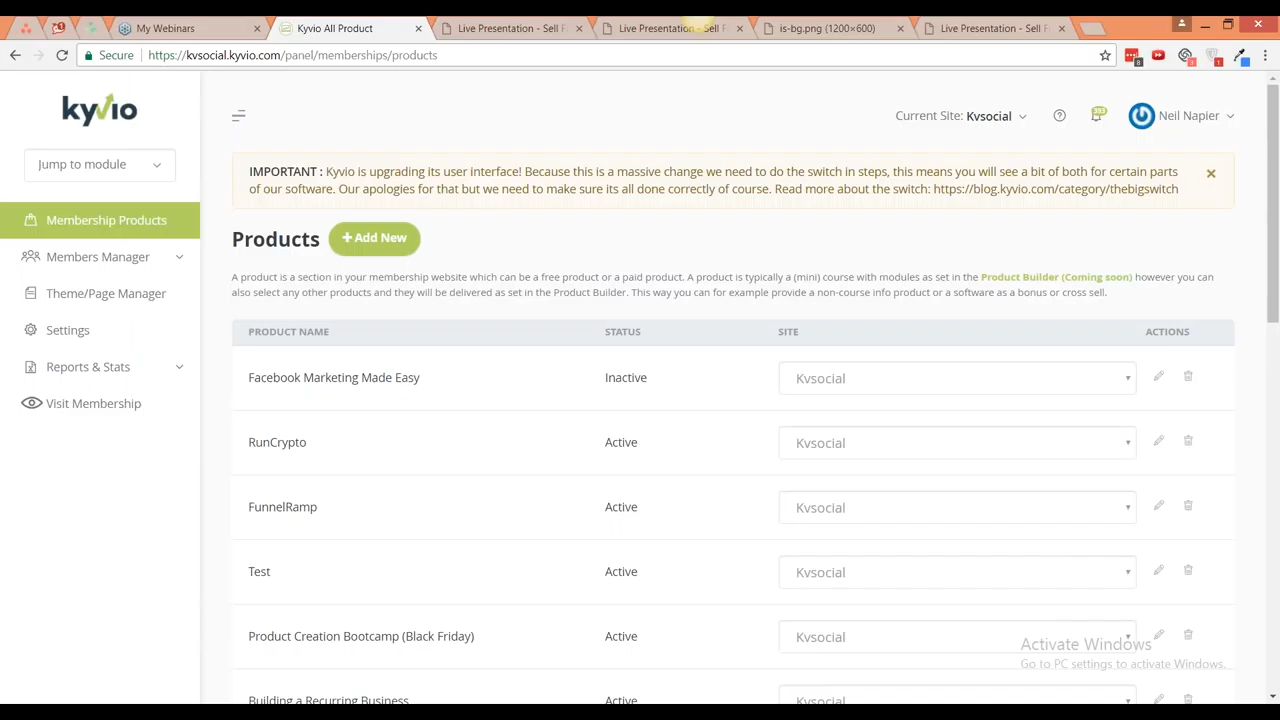 My Webinars
Kyvio All Product
Live Presentation - Sell F
Live Presentation - Sell F
is-bg.png (1200×600)
Live Presentation - Sell F
Secure
https://kvsocial.kyvio.com/panel/memberships/products
8
3
1
kyvio
Current Site: Kvsocial
393
Neil Napier
Jump to module
IMPORTANT : Kyvio is upgrading its user interface! Because this is a massive change we need to do the switch in steps, this means you will see a bit of both for certain parts
of our software. Our apologies for that but we need to make sure its all done correctly of course. Read more about the switch: https://blog.kyvio.com/category/thebigswitch
Membership Products
Members Manager
Theme/Page Manager
Settings
Reports & Stats
Visit Membership
Products
+ Add New
A product is a section in your membership website which can be a free product or a paid product. A product is typically a (mini) course with modules as set in the Product Builder (Coming soon) however you can
also select any other products and they will be delivered as set in the Product Builder. This way you can for example provide a non-course info product or a software as a bonus or cross sell.
PRODUCT NAME STATUS SITE ACTIONS
Facebook Marketing Made Easy Inactive Kvsocial
RunCrypto Active Kvsocial
FunnelRamp Active Kvsocial
Test Active Kvsocial
Product Creation Bootcamp (Black Friday) Active Kvsocial
Building a Recurring Business Active Kvsocial
Activate Windows
Go to PC settings to activate Windows.